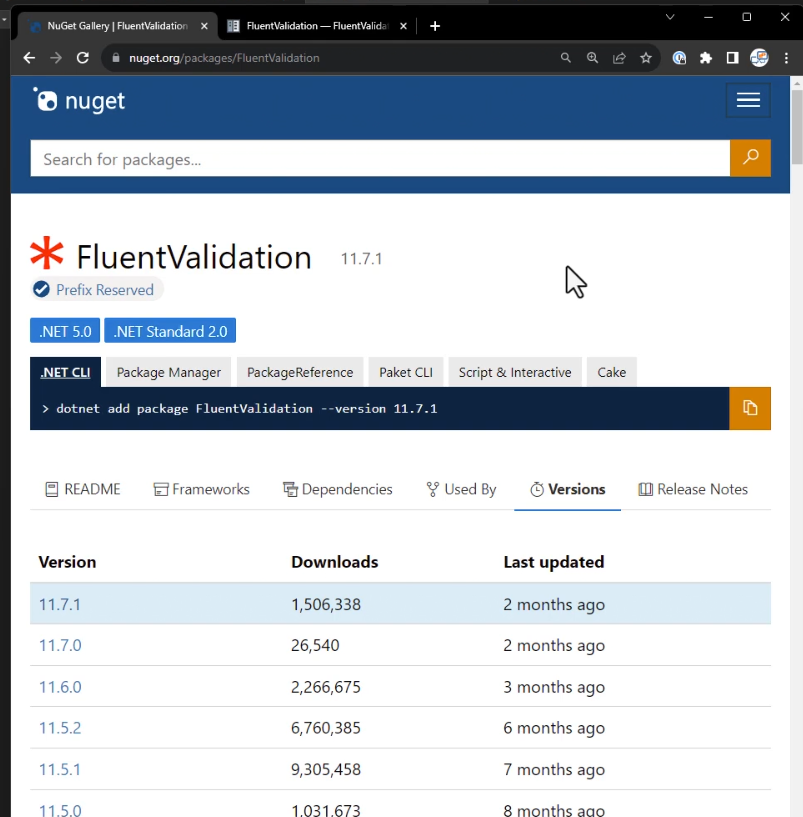 NuGet Gallery | FluentValidation
FluentValidation — FluentValida
nuget.org/packages/FluentValidation
nuget
Search for packages...
FluentValidation 11.7.1
Prefix Reserved
.NET 5.0 .NET Standard 2.0
.NET CLI Package Manager PackageReference Paket CLI Script & Interactive Cake
> dotnet add package FluentValidation --version 11.7.1
README Frameworks Dependencies Used By Versions Release Notes
Version Downloads Last updated
11.7.1 1,506,338 2 months ago
11.7.0 26,540 2 months ago
11.6.0 2,266,675 3 months ago
11.5.2 6,760,385 6 months ago
11.5.1 9,305,458 7 months ago
11.5.0 1,031,673 8 months ago